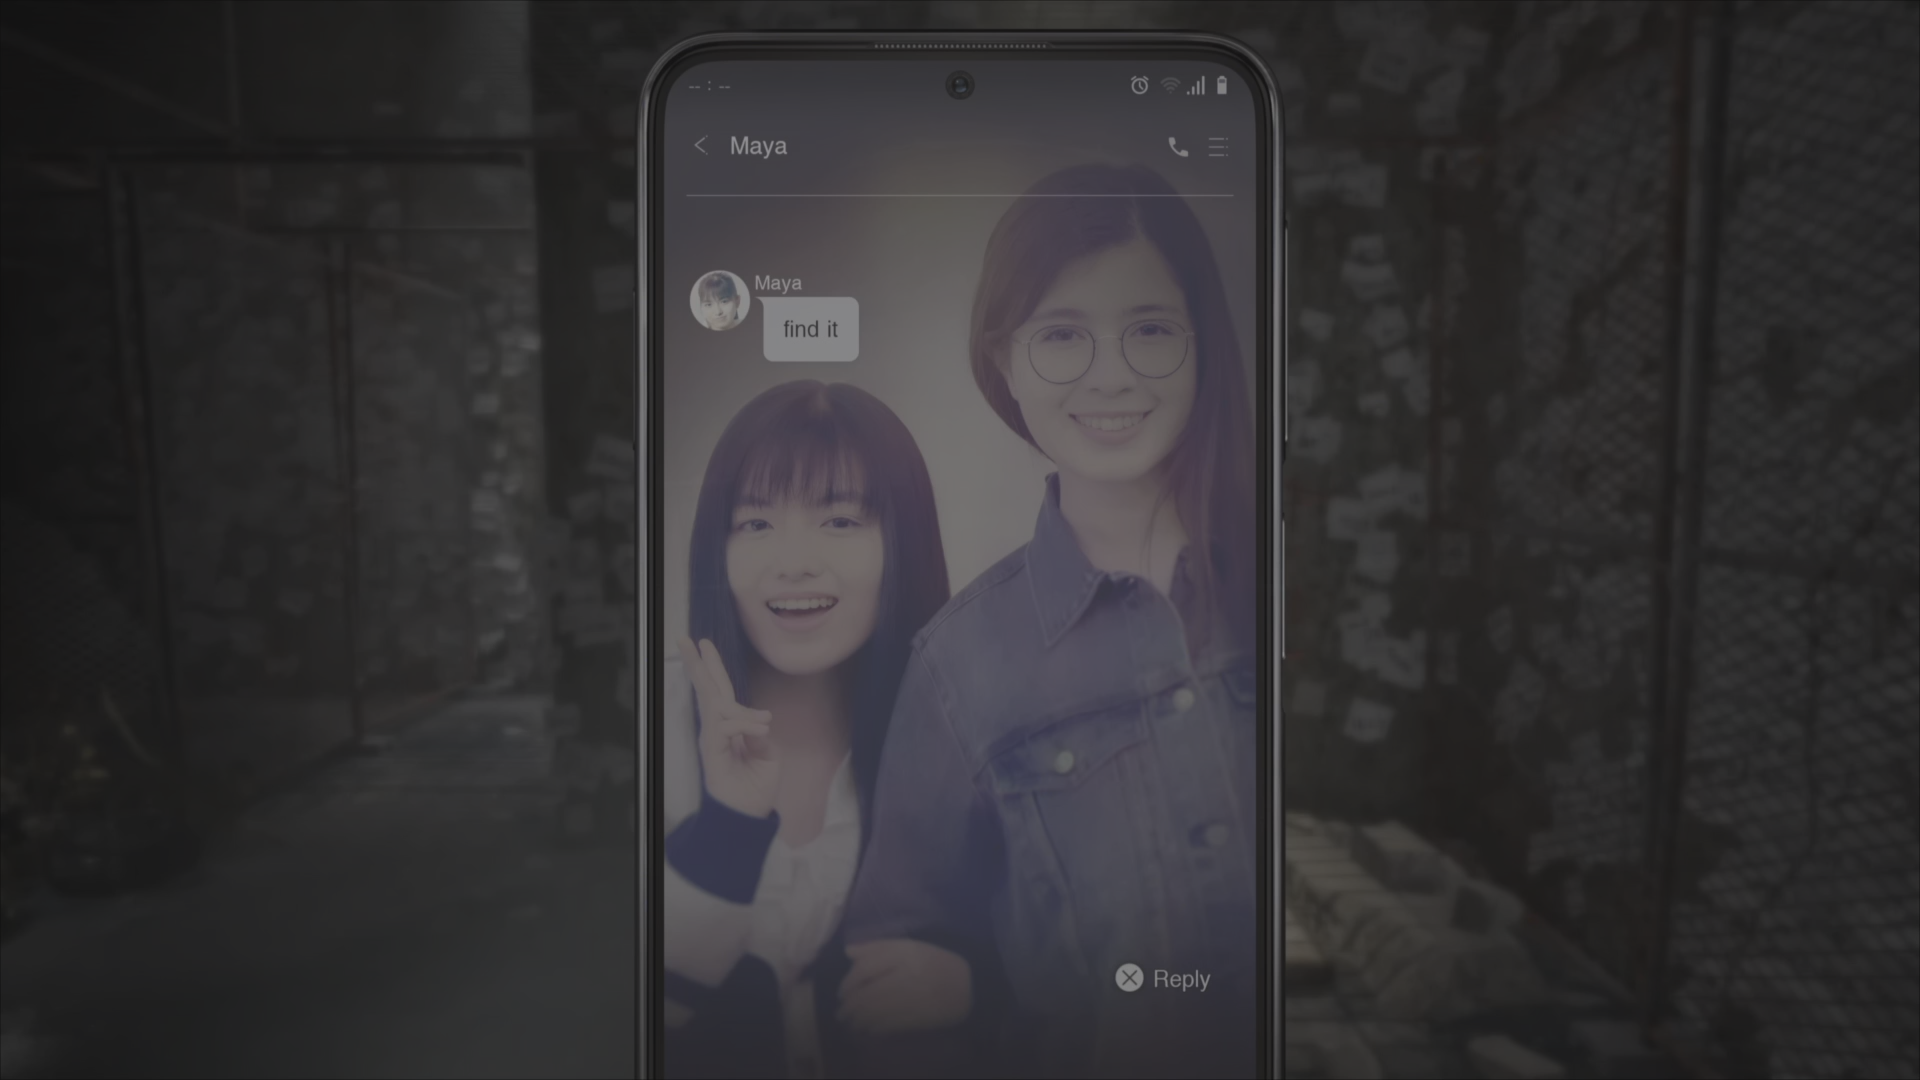 -- : --
Maya
Maya
find it
Reply